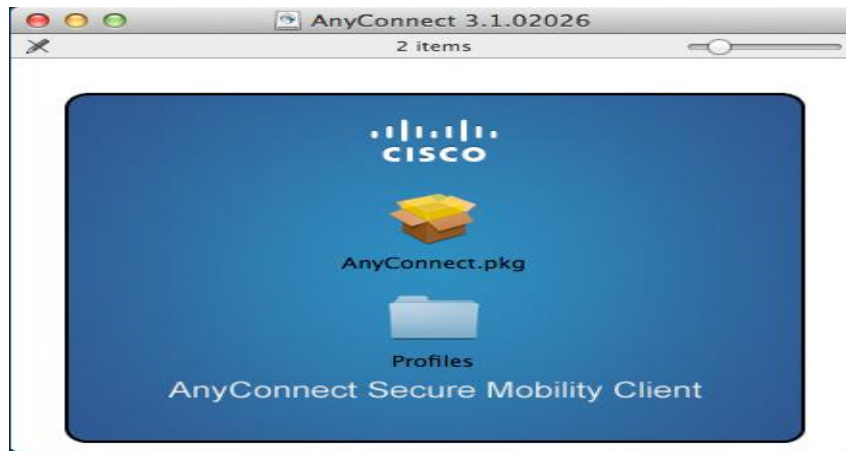 AnyConnect 3.1.02026
2 items
CISCO
AnyConnect.pkg
Profiles
AnyConnect Secure Mobility Client